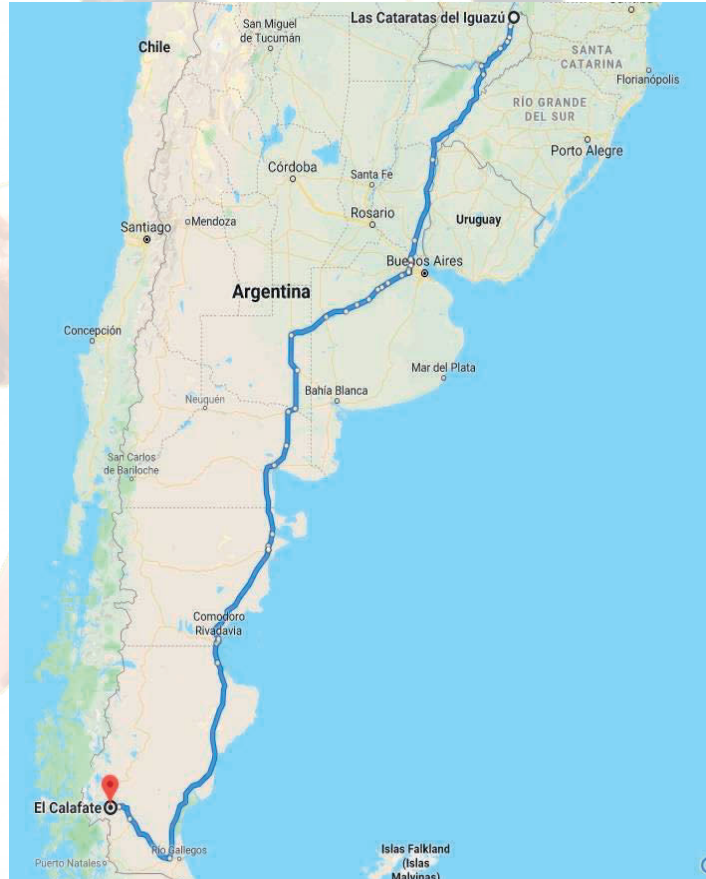 San Miguel
de Tucumán
Las Cataratas del Iguazú
Chile
SANTA
CATARINA
Florianópolis
RÍO GRANDE
DEL SUR
Porto Alegre
Córdoba
Santa Fe
Rosario
Uruguay
Mendoza
Santiago
Buenos Aires
Argentina
Concepción
Mar del Plata
Bahía Blanca
Neuquén
San Carlos
de Bariloche
Comodoro
Rivadavia
El Calafate
Río Gallegos
Puerto Natales
Islas Falkland
(Islas
Malvinas)